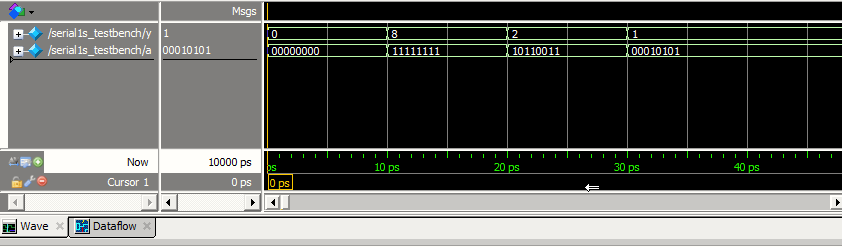 Msgs
/serial1s_testbench/y 1 0 8 2 1
/serial1s_testbench/a 00010101 00000000 11111111 10110011 00010101
Now 10000 ps ps 10 ps 20 ps 30 ps 40 ps
Cursor 1 0 ps 0 ps
Wave Dataflow